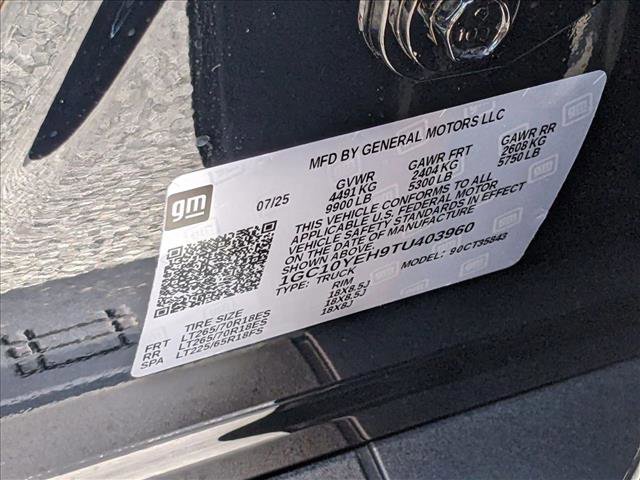 MFD BY GENERAL MOTORS LLC
gm
07/25
GVWR GAWR FRT GAWR RR
4491 KG 2404 KG 2608 KG
9900 LB 5300 LB 5750 LB
THIS VEHICLE CONFORMS TO ALL
APPLICABLE U.S. FEDERAL MOTOR
VEHICLE SAFETY STANDARDS IN EFFECT
ON THE DATE OF MANUFACTURE
SHOWN ABOVE
1GC10YEH9TU403960
TYPE: TRUCK MODEL: 90CT35843
TIRE SIZE RIM
FRT LT265/70R18ES 18X8.5J
RR LT265/70R18ES 18X8.5J
SPA LT225/65R18FS 18X8J